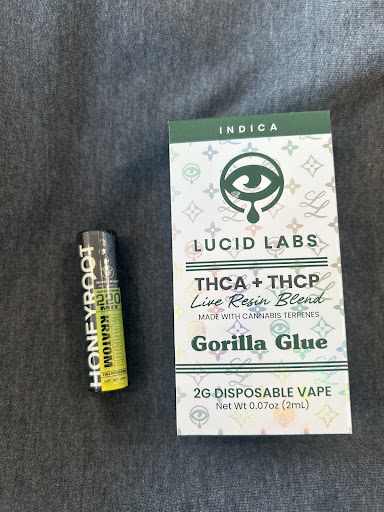 HONEYROOT
220
KRATOM
INDICA
LUCID LABS
THCA + THCP
Live Resin Blend
MADE WITH CANNABIS TERPENES
Gorilla Glue
2G DISPOSABLE VAPE
Net Wt 0.07oz (2mL)